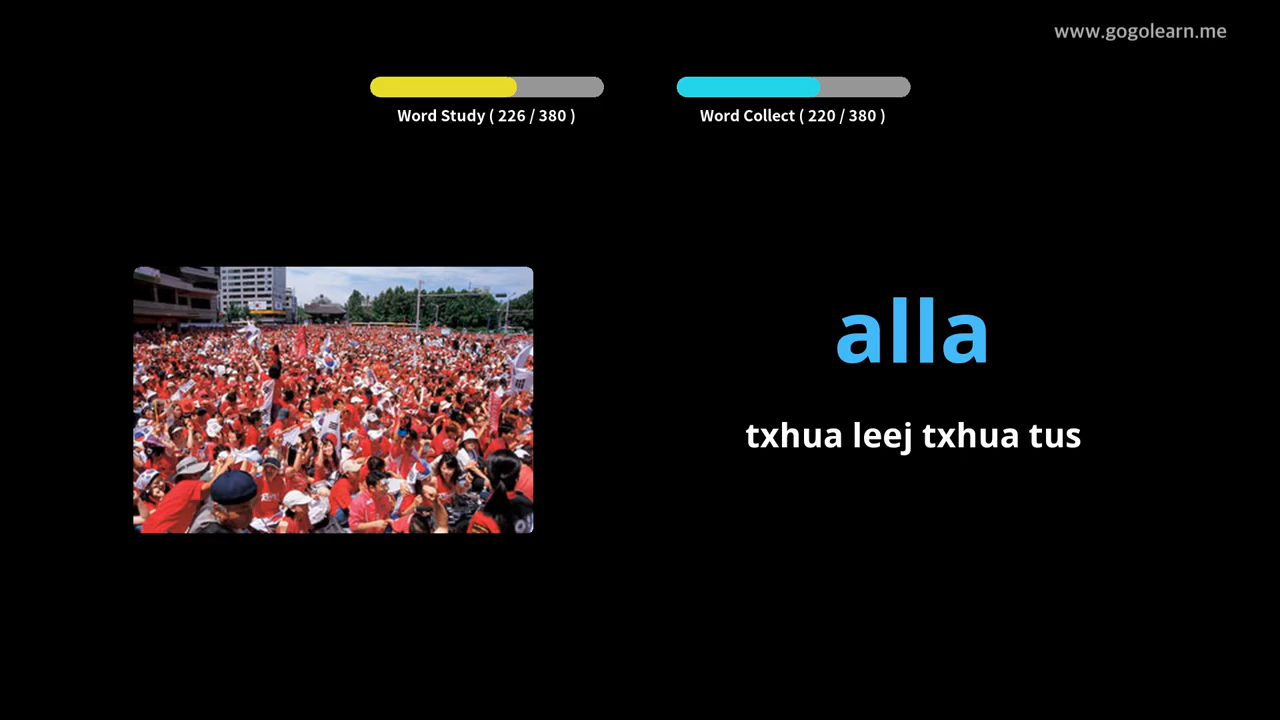 www.gogolearn.me
Word Study ( 226 / 380 )
Word Collect ( 220 / 380 )
alla
txhua leej txhua tus